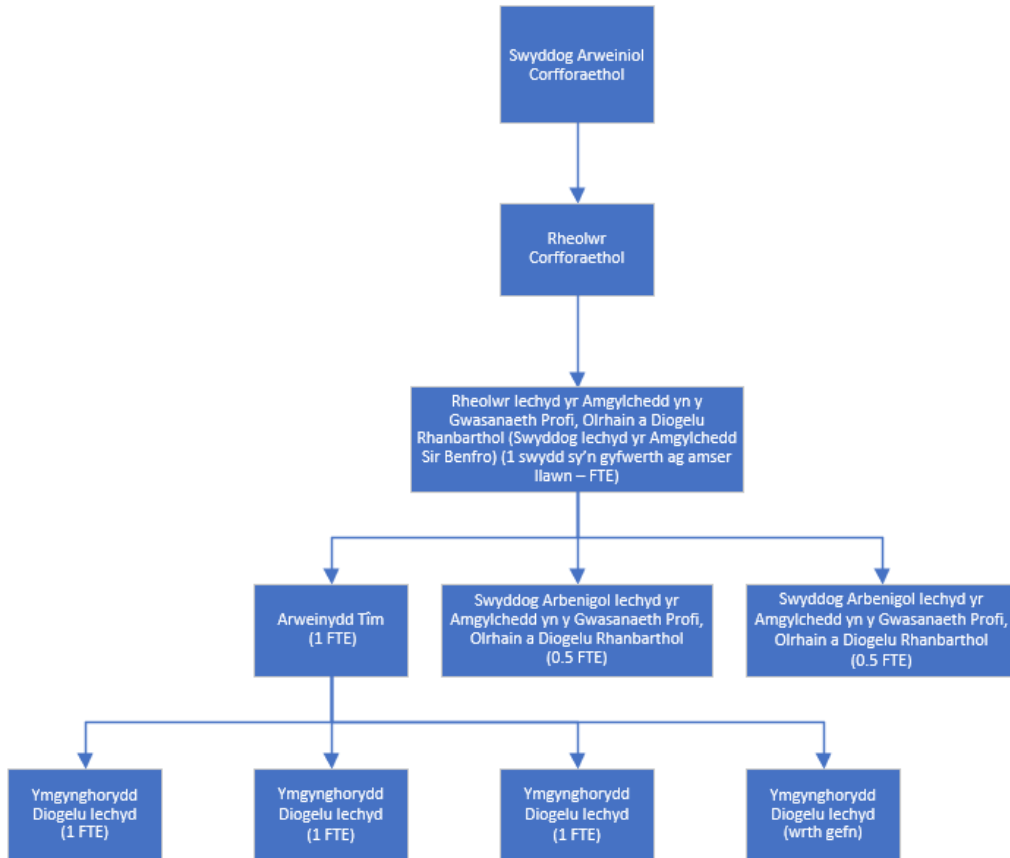 Swyddog Arweiniol
Corfforaethol
Rheolwr
Corfforaethol
Rheolwr Iechyd yr Amgylchedd yn y
Gwasanaeth Profi, Olrhain a Diogelu
Rhanbarthol (Swyddog Iechyd yr Amgylchedd
Sir Benfro) (1 swydd sy’n gyfwerth ag amser
llawn – FTE)
Arweinydd Tîm
(1 FTE)
Swyddog Arbenigol Iechyd yr
Amgylchedd yn y Gwasanaeth Profi,
Olrhain a Diogelu Rhanbarthol
(0.5 FTE)
Swyddog Arbenigol Iechyd yr
Amgylchedd yn y Gwasanaeth Profi,
Olrhain a Diogelu Rhanbarthol
(0.5 FTE)
Ymgynghorydd
Diogelu Iechyd
(1 FTE)
Ymgynghorydd
Diogelu Iechyd
(1 FTE)
Ymgynghorydd
Diogelu Iechyd
(1 FTE)
Ymgynghorydd
Diogelu Iechyd
(wrth gefn)